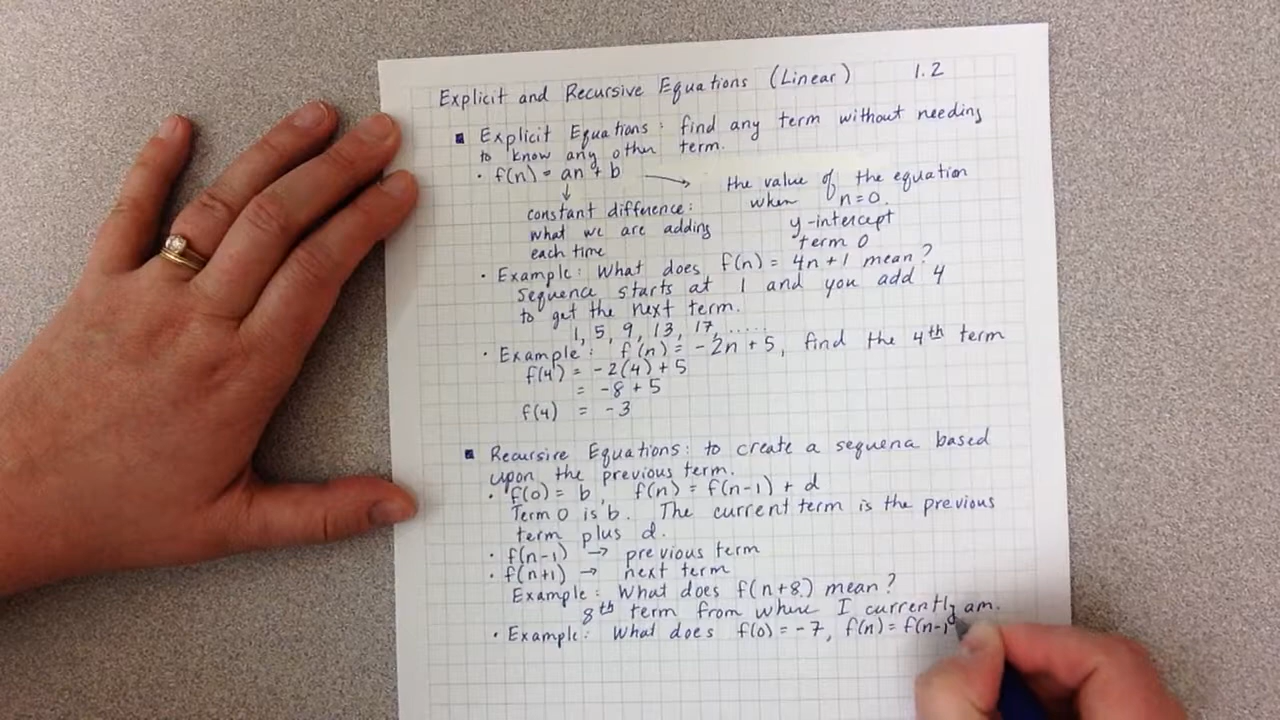 Explicit and Recursive Equations (Linear) 1.2
▪ Explicit Equations: find any term without needing
to know any other term.
• f(n) = an + b → the value of the equation
when n=0.
↓
constant difference:
what we are adding
each time
y-intercept
term 0
• Example: What does f(n) = 4n+1 mean?
Sequence starts at 1 and you add 4
to get the next term.
1, 5, 9, 13, 17, .....
• Example: f(n) = -2n + 5, find the 4th term
f(4) = -2(4) + 5
= -8 + 5
f(4) = -3
▪ Recursive Equations: to create a sequena based
upon the previous term.
• f(0) = b, f(n) = f(n-1) + d
Term 0 is b. The current term is the previous
term plus d.
• f(n-1) → previous term
• f(n+1) → next term
Example: What does f(n+8) mean?
8th term from where I currently am.
• Example: What does f(0) = -7, f(n) = f(n-1